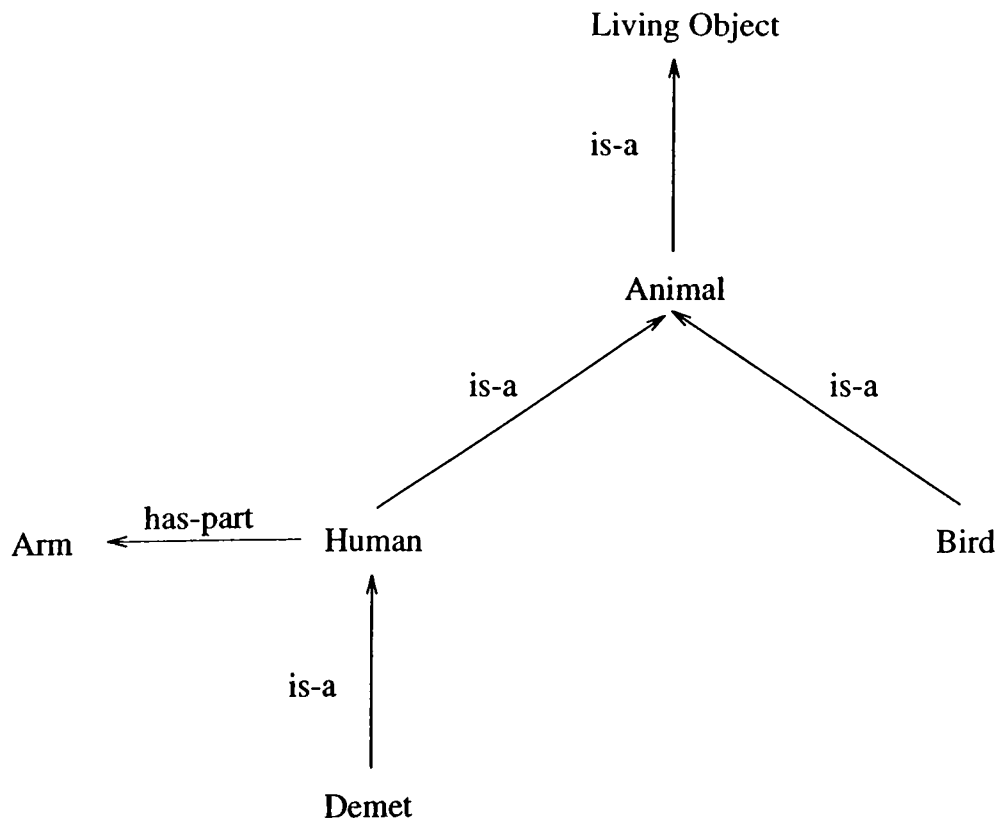 Living Object
is-a
Animal
is-a
is-a
has-part
Arm
Human
Bird
is-a
Demet